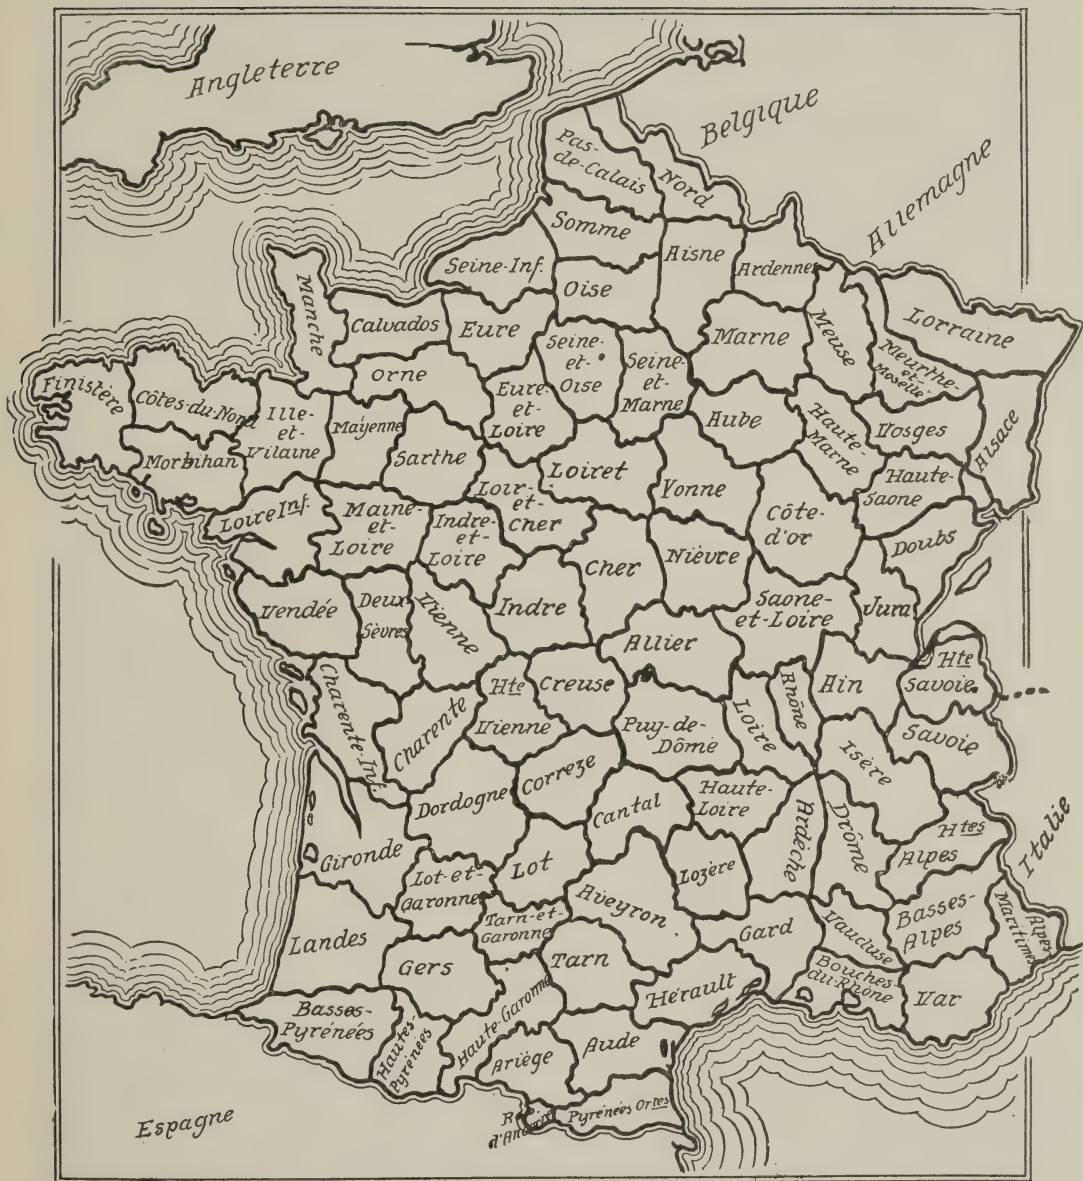 Angleterre
Belgique
Allemagne
Pas-
de-Calais
Nord
Somme
Aisne
Ardennes
Seine-Inf.
Oise
Manche
Calvados
Eure
Seine-
et-
Oise
Seine-
et-
Marne
Marne
Meuse
Lorraine
Meurthe-
et-
Moselle
Finistère
Côtes-du-Nord
Ille-
et-
Vilaine
Orne
Mayenne
Eure-
et-
Loire
Aube
Haute-
Marne
Vosges
Alsace
Morbihan
Sarthe
Loiret
Yonne
Haute-
Saone
Loire Inf.
Maine-
et-
Loire
Indre-
et-
Loire
Loir-
et-
Cher
Côte-
d'or
Doubs
Cher
Nièvre
Vendée
Deux
Sèvres
Vienne
Indre
Saone-
et-Loire
Jura
Allier
Charente-Inf.
Charente
Hte
Vienne
Creuse
Puy-de-
Dôme
Loire
Rhône
Ain
Hte
Savoie
Savoie
Isère
Dordogne
Correze
Cantal
Haute-
Loire
Ardèche
Drôme
Htes
Alpes
Italie
Gironde
Lot-et-
Garonne
Lot
Aveyron
Lozère
Landes
Tarn-et-
Garonne
Gard
Vaucluse
Basses-
Alpes
Alpes
Maritimes
Gers
Tarn
Hérault
Bouches
du-Rhône
Var
Basses-
Pyrénées
Hautes-
Pyrénées
Haute-Garonne
Ariège
Aude
Pyrénées Ortes
Espagne